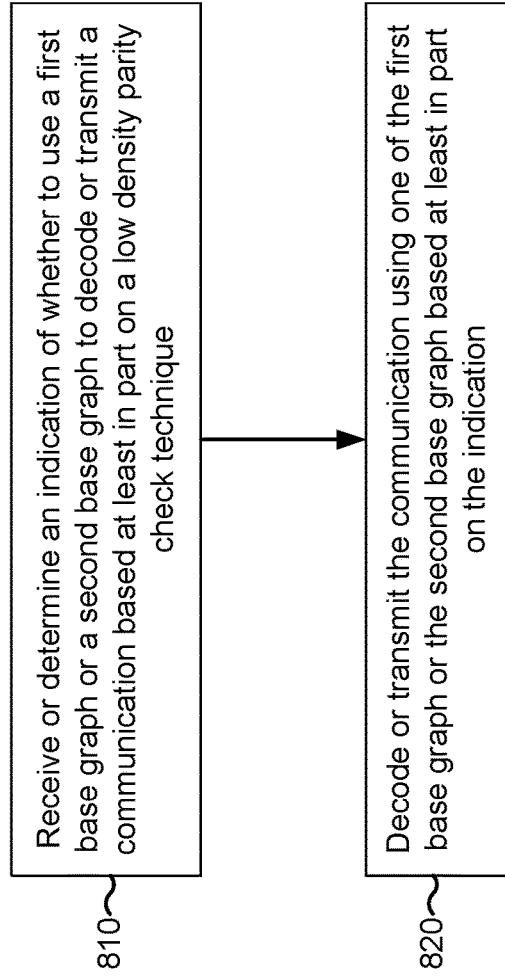 810
Receive or determine an indication of whether to use a first
base graph or a second base graph to decode or transmit a
communication based at least in part on a low density parity
check technique
820
Decode or transmit the communication using one of the first
base graph or the second base graph based at least in part
on the indication